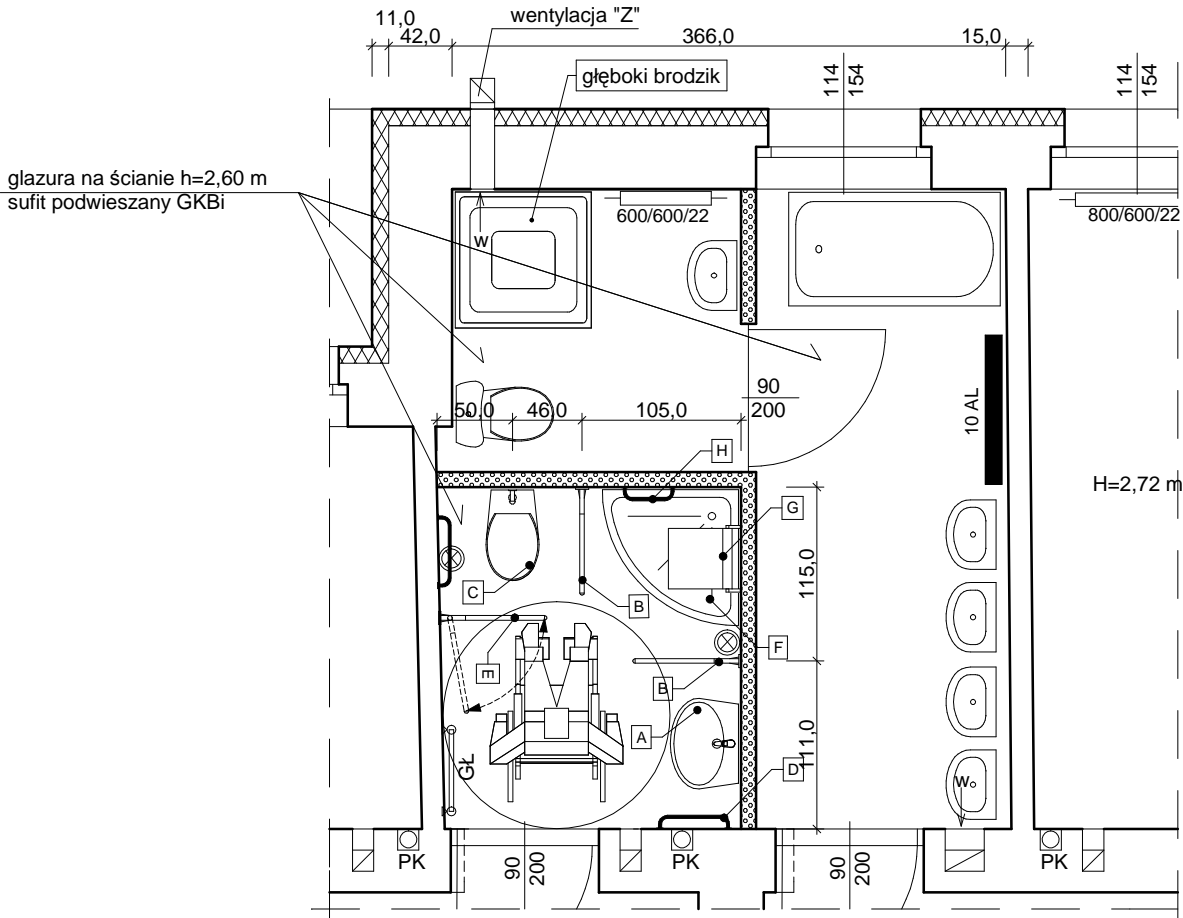 11,0
wentylacja "Z"
42,0
366,0
15,0
głęboki brodzik
114
154
114
154
glazura na ścianie h=2,60 m
sufit podwieszany GKBi
600/600/22
800/600/22
W
90
200
50,0
46,0
105,0
10 AL
H
H=2,72 m
G
C
B
115,0
E
F
B
A
GŁ
D
111,0
W
PK
90
200
PK
90
200
PK